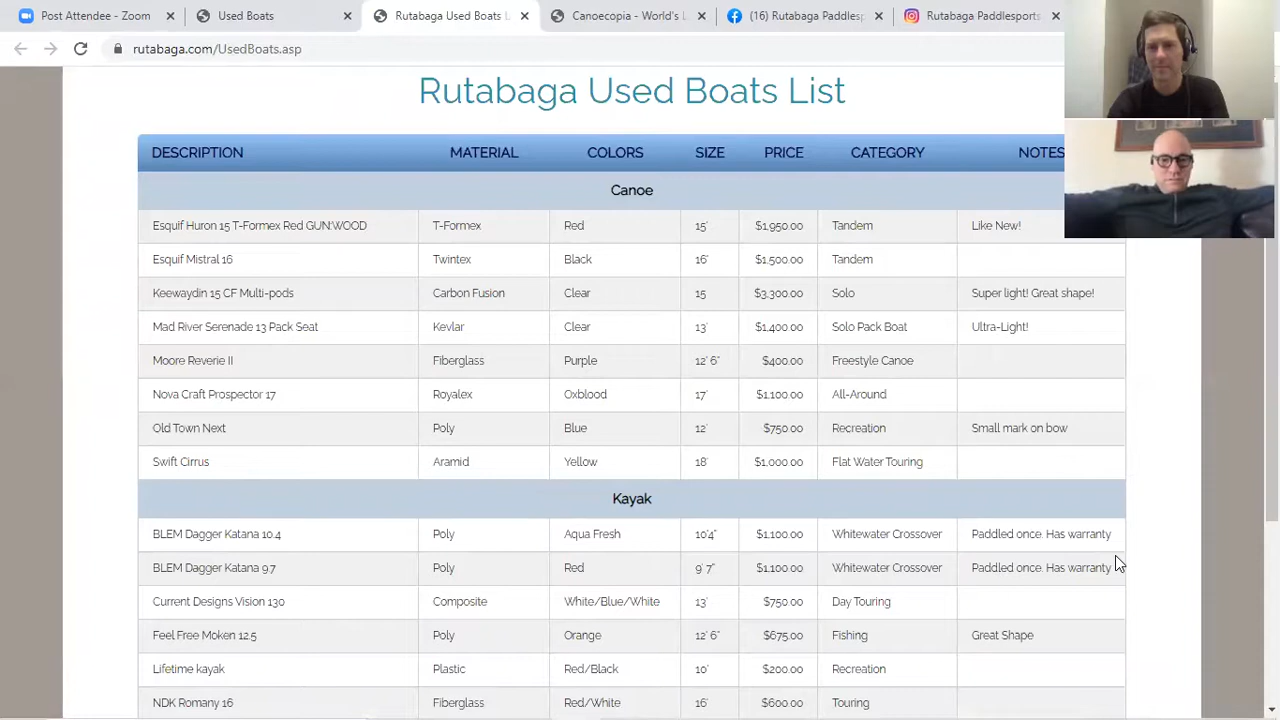 Post Attendee - Zoom
Used Boats
Rutabaga Used Boats L
Canoecopia - World's L
(16) Rutabaga Paddlesp
Rutabaga Paddlesports
rutabaga.com/UsedBoats.asp
Rutabaga Used Boats List
DESCRIPTION MATERIAL COLORS SIZE PRICE CATEGORY NOTES
Canoe
Esquif Huron 15 T-Formex Red GUN:WOOD T-Formex Red 15' $1,950.00 Tandem Like New!
Esquif Mistral 16 Twintex Black 16' $1,500.00 Tandem
Keewaydin 15 CF Multi-pods Carbon Fusion Clear 15 $3,300.00 Solo Super light! Great shape!
Mad River Serenade 13 Pack Seat Kevlar Clear 13' $1,400.00 Solo Pack Boat Ultra-Light!
Moore Reverie II Fiberglass Purple 12' 6" $400.00 Freestyle Canoe
Nova Craft Prospector 17 Royalex Oxblood 17' $1,100.00 All-Around
Old Town Next Poly Blue 12' $750.00 Recreation Small mark on bow
Swift Cirrus Aramid Yellow 18' $1,000.00 Flat Water Touring
Kayak
BLEM Dagger Katana 10.4 Poly Aqua Fresh 10'4" $1,100.00 Whitewater Crossover Paddled once. Has warranty
BLEM Dagger Katana 9.7 Poly Red 9' 7" $1,100.00 Whitewater Crossover Paddled once. Has warranty
Current Designs Vision 130 Composite White/Blue/White 13' $750.00 Day Touring
Feel Free Moken 12.5 Poly Orange 12' 6" $675.00 Fishing Great Shape
Lifetime kayak Plastic Red/Black 10' $200.00 Recreation
NDK Romany 16 Fiberglass Red/White 16' $600.00 Touring